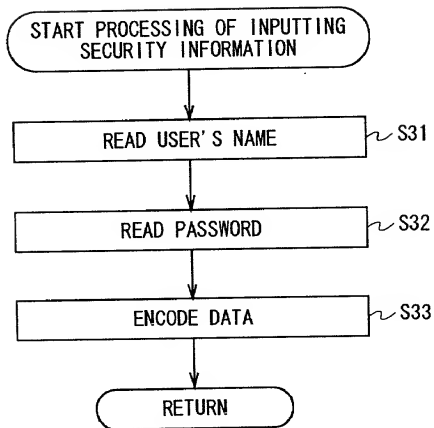 START PROCESSING OF INPUTTING
SECURITY INFORMATION
READ USER'S NAME
S31
READ PASSWORD
S32
ENCODE DATA
S33
RETURN